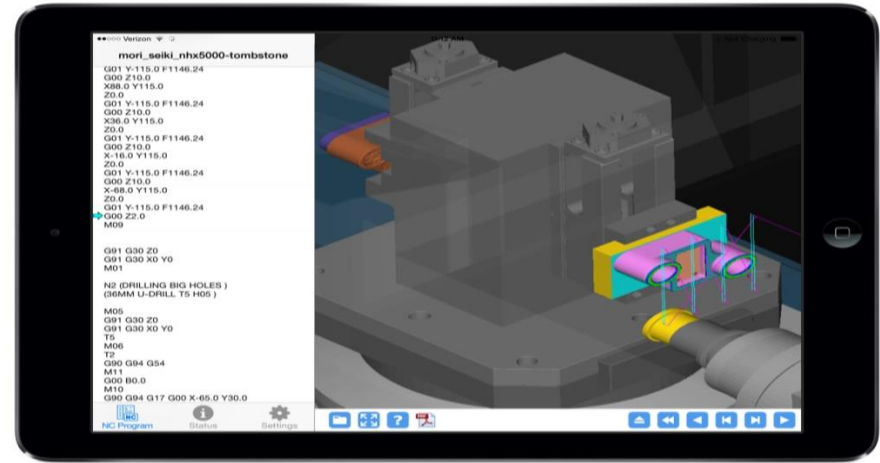 Verizon
mori_seiki_nhx5000-tombstone
G01 Y-115.0 F1146.24
G00 Z10.0
X88.0 Y115.0
Z0.0
G01 Y-115.0 F1146.24
G00 Z10.0
X36.0 Y115.0
Z0.0
G01 Y-115.0 F1146.24
G00 Z10.0
X-16.0 Y115.0
Z0.0
G01 Y-115.0 F1146.24
G00 Z10.0
X-68.0 Y115.0
Z0.0
G01 Y-115.0 F1146.24
G00 Z2.0
M09
G91 G30 Z0
G91 G30 X0 Y0
M01
N2 (DRILLING BIG HOLES )
(36MM U-DRILL T5 H05 )
M05
G91 G30 Z0
G91 G30 X0 Y0
T5
M06
T2
G90 G94 G54
M11
G00 B0.0
M10
G90 G94 G17 G00 X-65.0 Y30.0
NC
NC Program
Status
Settings
?
PDF